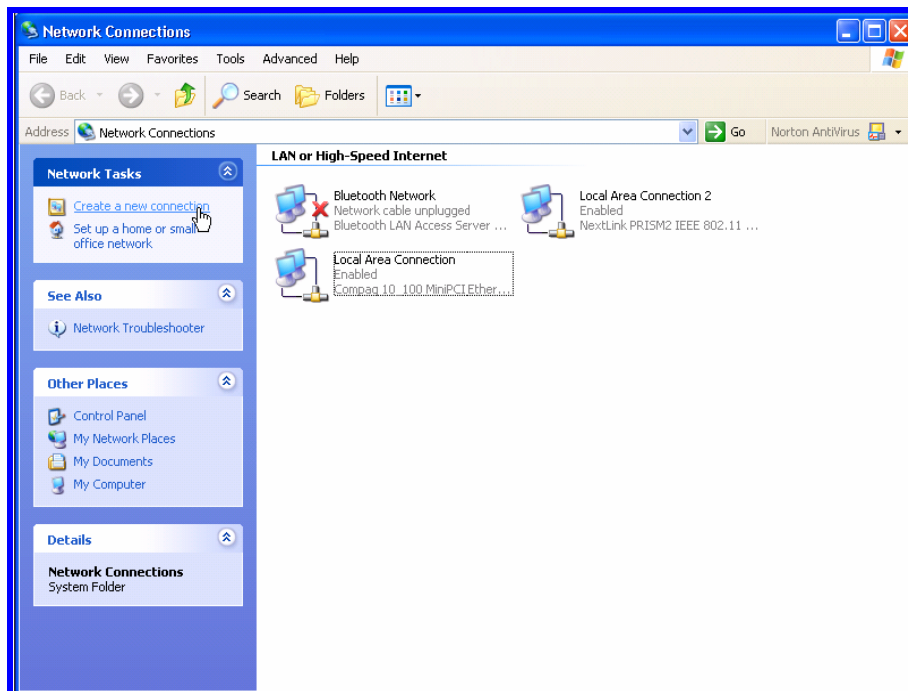 Network Connections
File Edit View Favorites Tools Advanced Help
Back Search Folders
Address Network Connections Go Norton AntiVirus
Network Tasks
Create a new connection
Set up a home or small
office network
See Also
Network Troubleshooter
Other Places
Control Panel
My Network Places
My Documents
My Computer
Details
Network Connections
System Folder
LAN or High-Speed Internet
Bluetooth Network
Network cable unplugged
Bluetooth LAN Access Server ...
Local Area Connection 2
Enabled
NextLink PRISM2 IEEE 802.11 ...
Local Area Connection
Enabled
Compaq 10_100 MiniPCI Ether...